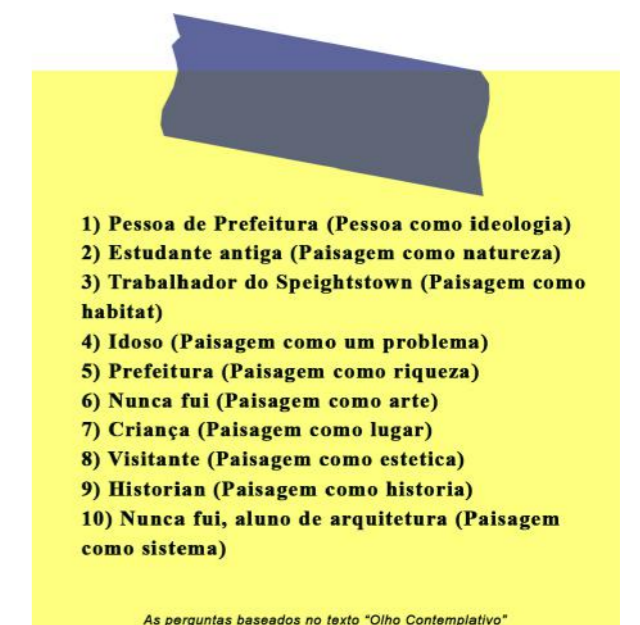 1) Pessoa de Prefeitura (Pessoa como ideologia)
2) Estudante antiga (Paisagem como natureza)
3) Trabalhador do Speightstown (Paisagem como
habitat)
4) Idoso (Paisagem como um problema)
5) Prefeitura (Paisagem como riqueza)
6) Nunca fui (Paisagem como arte)
7) Criança (Paisagem como lugar)
8) Visitante (Paisagem como estetica)
9) Historian (Paisagem como historia)
10) Nunca fui, aluno de arquitetura (Paisagem
como sistema)
As perguntas baseados no texto "Olho Contemplativo"